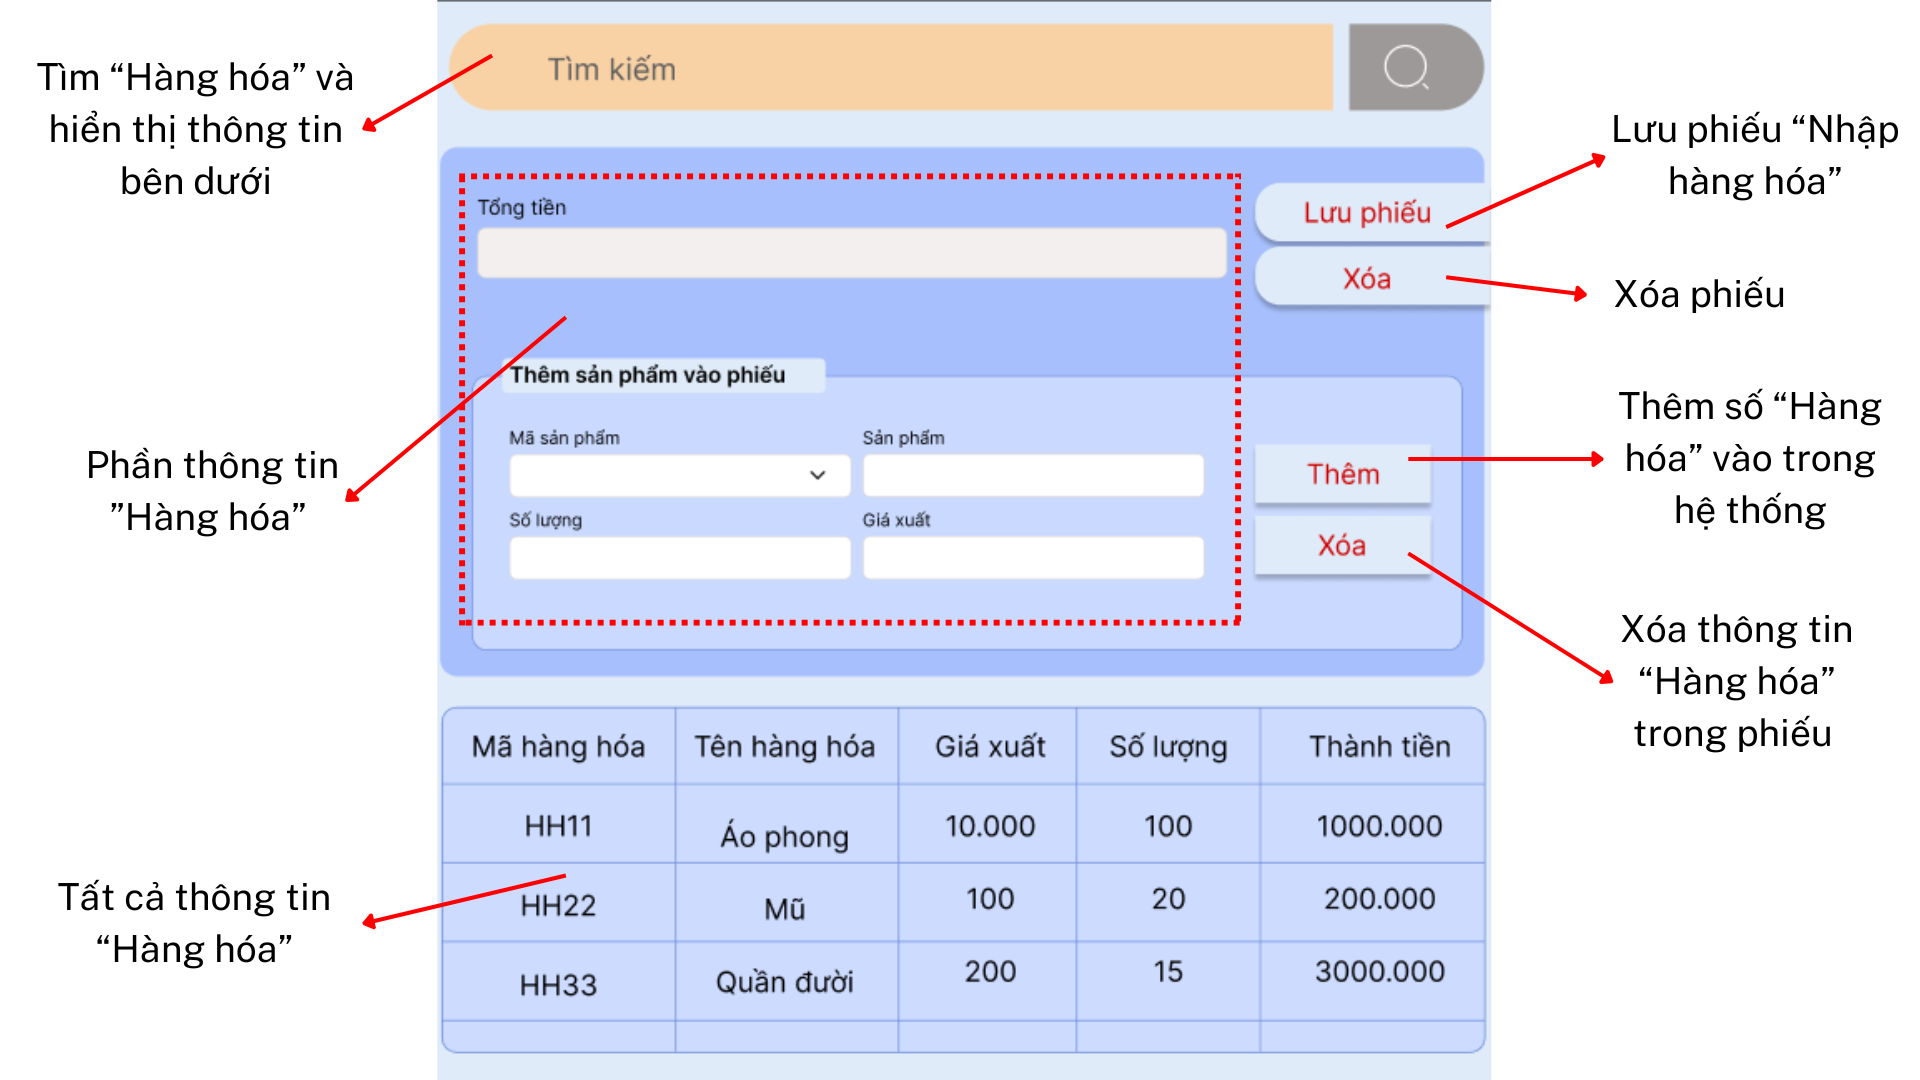 Tìm “Hàng hóa” và
hiển thị thông tin
bên dưới
Phần thông tin
”Hàng hóa”
Tất cả thông tin
“Hàng hóa”
Tìm kiếm
Tổng tiền
Lưu phiếu
Xóa
Thêm sản phẩm vào phiếu
Mã sản phẩm
Sản phẩm
Số lượng
Giá xuất
Thêm
Xóa
Mã hàng hóa Tên hàng hóa Giá xuất Số lượng Thành tiền
HH11 Áo phong 10.000 100 1000.000
HH22 Mũ 100 20 200.000
HH33 Quần đười 200 15 3000.000
Lưu phiếu “Nhập
hàng hóa”
Xóa phiếu
Thêm số “Hàng
hóa” vào trong
hệ thống
Xóa thông tin
“Hàng hóa”
trong phiếu